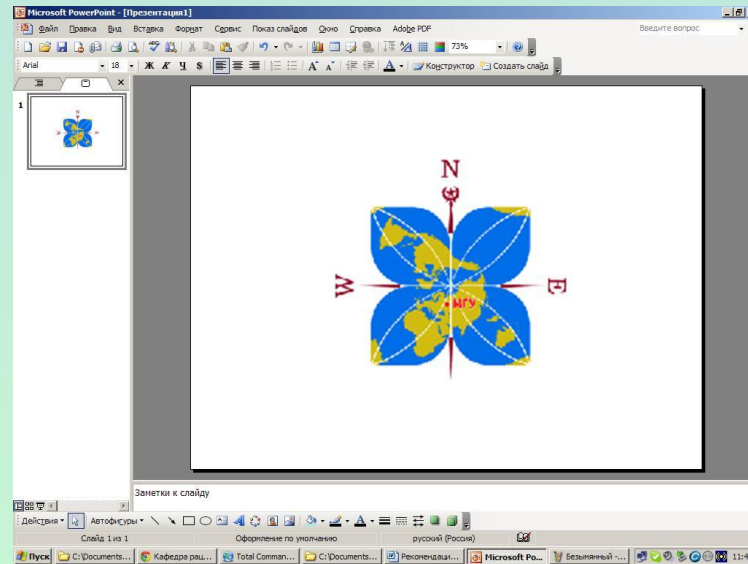 Microsoft PowerPoint - [Презентация1]
Файл Правка Вид Вставка Формат Сервис Показ слайдов Окно Справка Adobe PDF Введите вопрос
73%
Arial 18 Ж К Ч S Конструктор Создать слайд
1
N
W E
МГУ
Заметки к слайду
Действия Автофигуры
Слайд 1 из 1 Оформление по умолчанию русский (Россия)
Пуск C:\Documents... Кафедра рац... Total Comman... C:\Documents... Рекомендаци... Microsoft Po... Безымянный -... 11:4